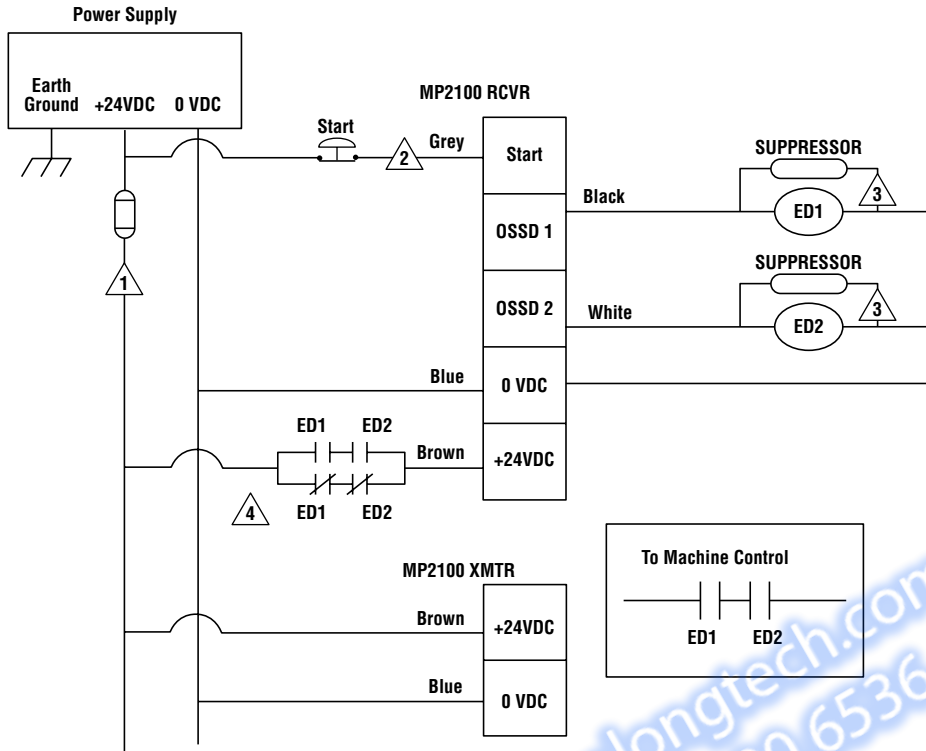 Power Supply
Earth
Ground +24VDC 0 VDC
MP2100 RCVR
Start
2
Grey
Start
SUPPRESSOR
3
Black
ED1
OSSD 1
1
SUPPRESSOR
3
OSSD 2
White
ED2
Blue
0 VDC
ED1 ED2
Brown
+24VDC
4
ED1 ED2
To Machine Control
ED1 ED2
MP2100 XMTR
Brown
+24VDC
Blue
0 VDC